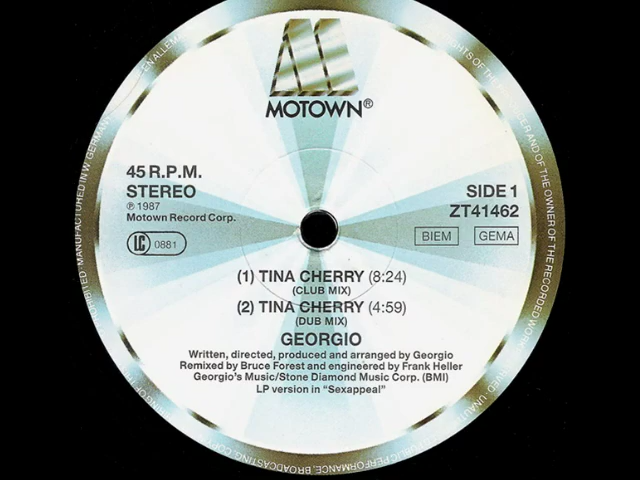 MOTOWN®
45 R.P.M.
STEREO
℗ 1987
Motown Record Corp.
LC 0881
SIDE 1
ZT41462
BIEM GEMA
(1) TINA CHERRY (8:24)
(CLUB MIX)
(2) TINA CHERRY (4:59)
(DUB MIX)
GEORGIO
Written, directed, produced and arranged by Georgio
Remixed by Bruce Forest and engineered by Frank Heller
Georgio's Music/Stone Diamond Music Corp. (BMI)
LP version in "Sexappeal"
MANUFACTURED IN W. GERMANY
AND OF THE OWNER OF THE RECORDED WORK
PERFORMANCE, BROADCASTING